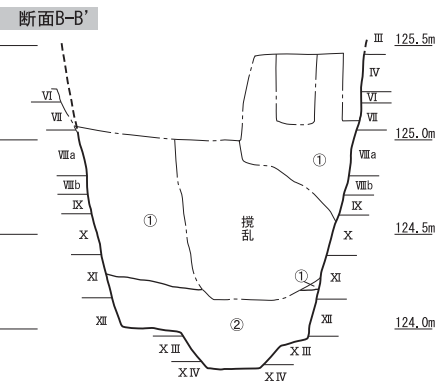 断面B-B’
Ⅲ 125.5m
Ⅳ
Ⅵ Ⅵ
Ⅶ Ⅶ
125.0m
Ⅷa ① Ⅷa
Ⅷb Ⅷb
Ⅸ Ⅸ
① 撹乱 124.5m
Ⅹ Ⅹ
Ⅺ ① Ⅺ
Ⅻ ② Ⅻ
124.0m
ⅩⅢ ⅩⅢ
ⅩⅣ ⅩⅣ